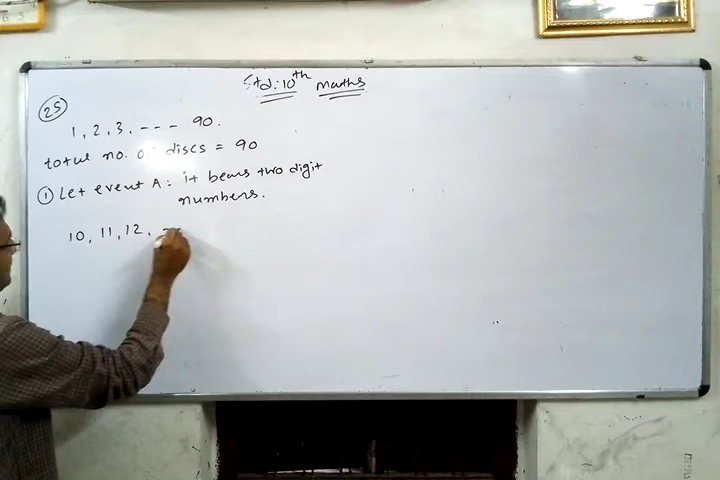 Std: 10th maths
25
1, 2, 3, --- 90.
total no. of discs = 90
① Let event A: it bears two digit
numbers.
10, 11, 12, -